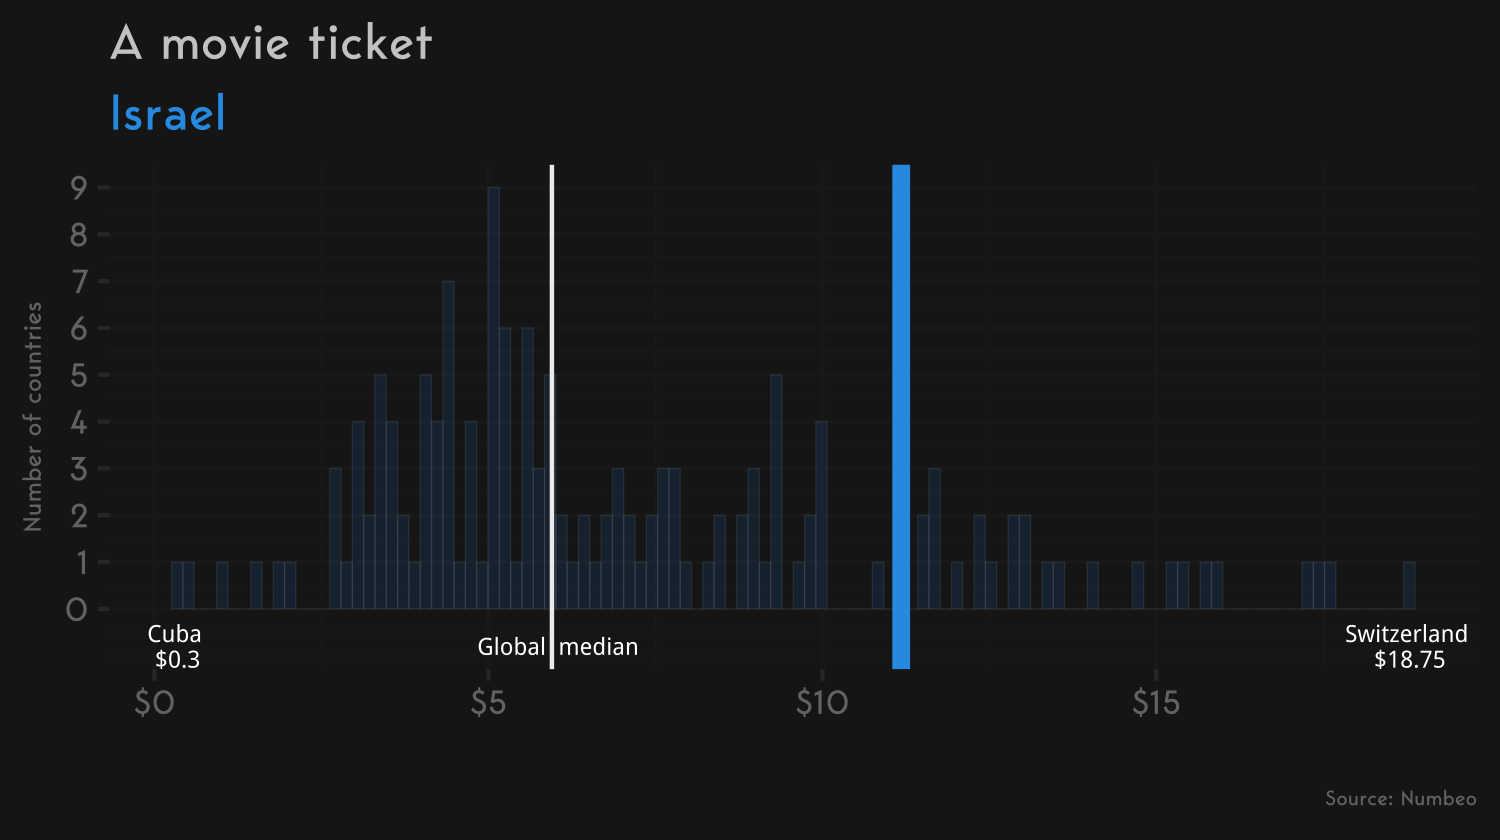 A movie ticket
Israel
Number of countries
9
8
7
6
5
4
3
2
1
0
Cuba
$0.3
Global median
Switzerland
$18.75
$0 $5 $10 $15
Source: Numbeo